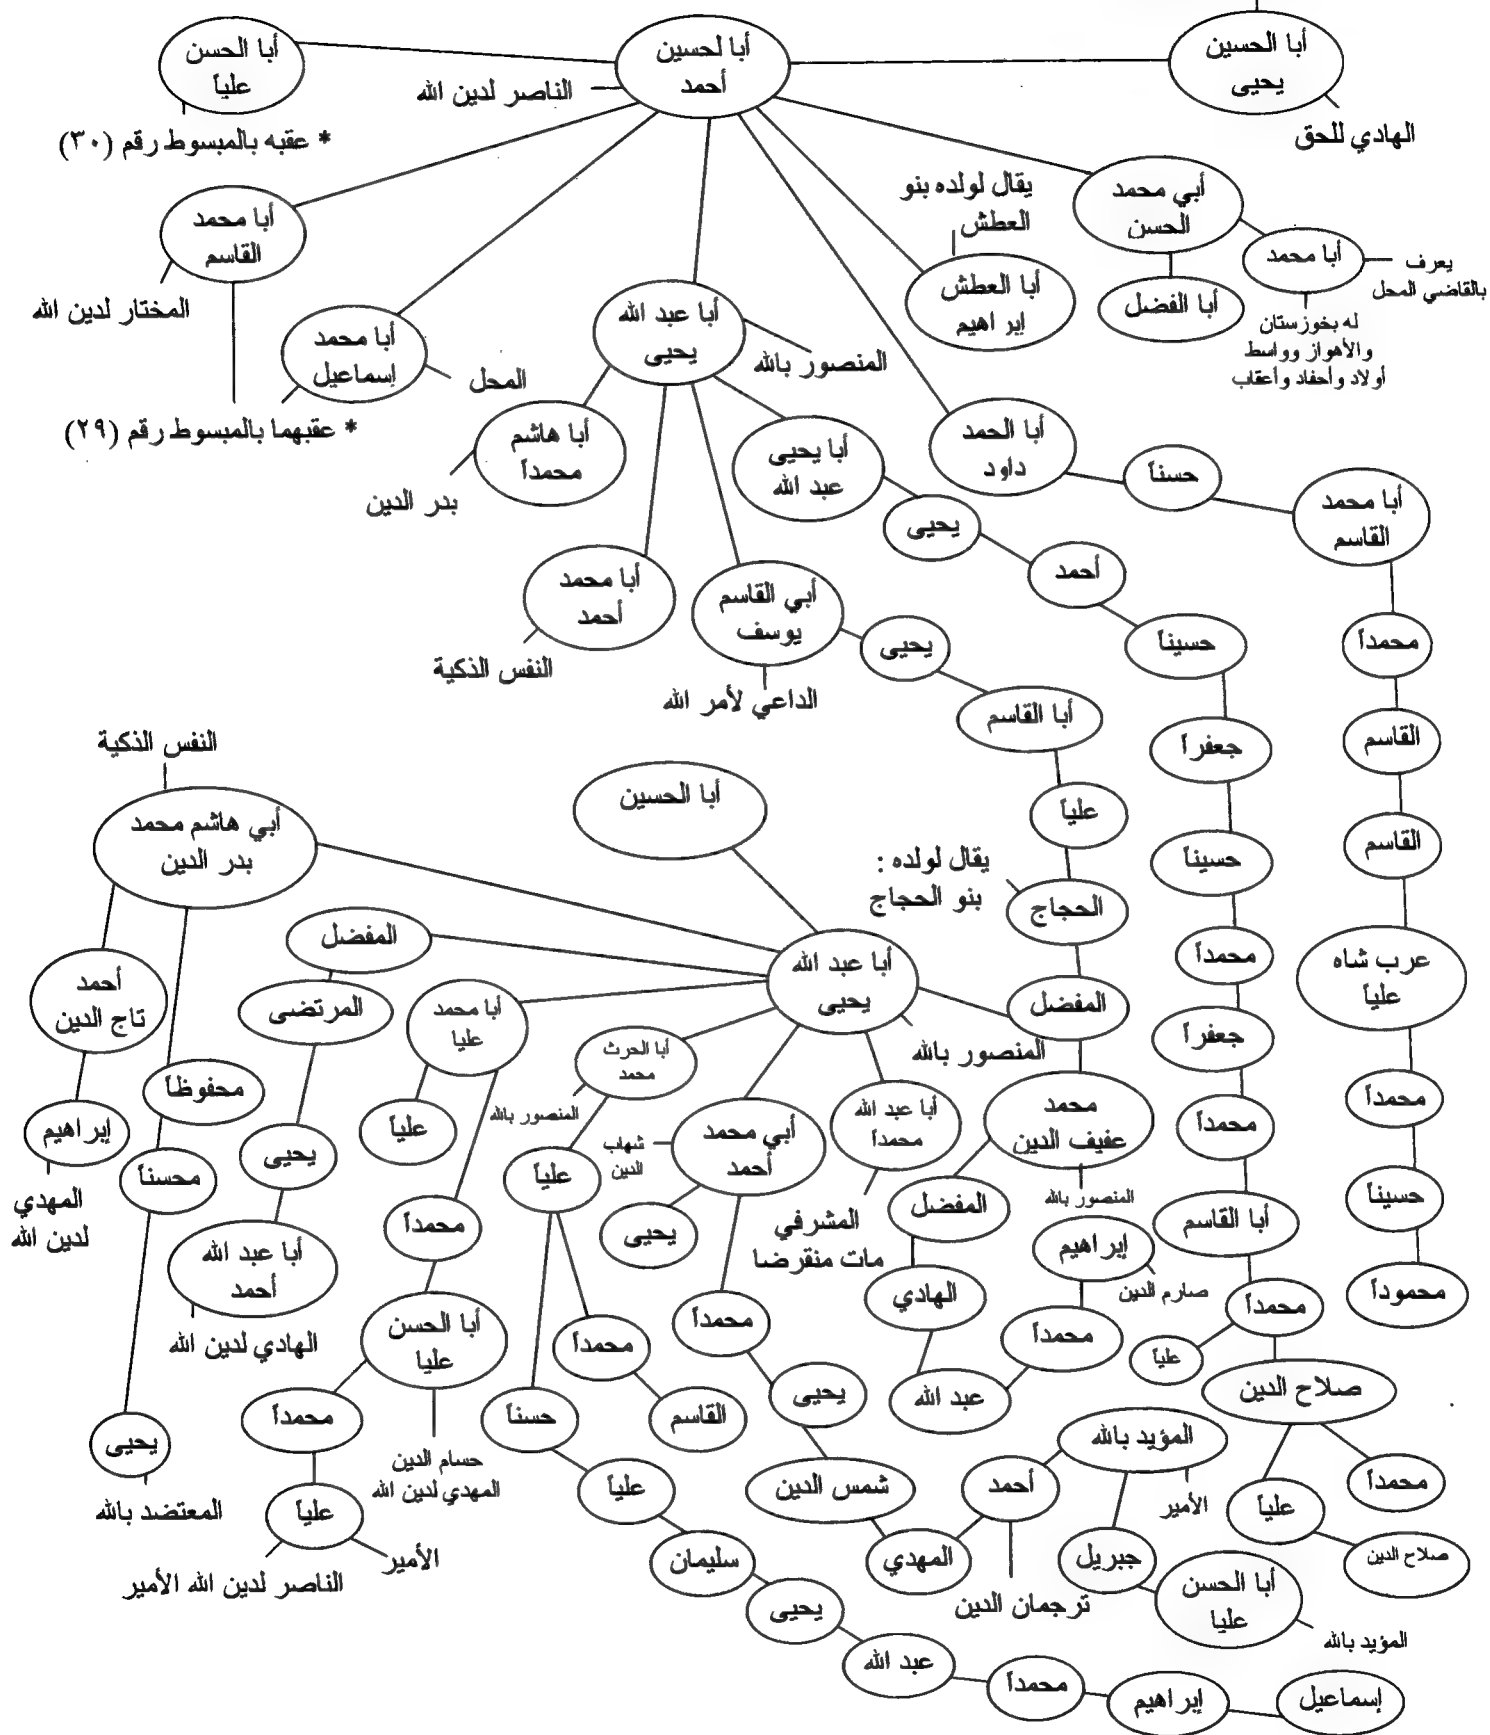 أبا الحسين
يحيى
الهادي للحق
أبا لحسين
أحمد
الناصر لدين الله
أبا الحسن
علياً
* عقبه بالمبسوط رقم (٣٠)
أبي محمد
الحسن
أبا محمد
يعرف
بالقاضي المحل
له بخوزستان
والأهواز وواسط
أولاد وأحفاد وأعقاب
أبا الفضل
يقال لولده بنو
العطش
أبا العطش
إبراهيم
أبا محمد
القاسم
المختار لدين الله
أبا محمد
إسماعيل
المحل
* عقبهما بالمبسوط رقم (٢٩)
أبا عبد الله
يحيى
المنصور بالله
أبا الحمد
داود
حسناً
أبا محمد
القاسم
محمداً
القاسم
القاسم
عرب شاه
علياً
محمداً
حسيناً
محموداً
أبا يحيى
عبد الله
يحيى
أحمد
حسيناً
جعفراً
حسيناً
محمداً
جعفراً
محمداً
أبا القاسم
محمداً
علياً
صلاح الدين
محمداً
علياً
صلاح الدين
أبا هاشم
محمداً
بدر الدين
أبا محمد
أحمد
النفس الذكية
أبي القاسم
يوسف
الداعي لأمر الله
يحيى
أبا القاسم
علياً
يقال لولده :
بنو الحجاج
الحجاج
المفضل
محمد
عفيف الدين
المنصور بالله
المفضل
الهادي
عبد الله
محمداً
إبراهيم
صارم الدين
أبا الحسين
أبا عبد الله
يحيى
المنصور بالله
النفس الذكية
أبي هاشم محمد
بدر الدين
أحمد
تاج الدين
إبراهيم
المهدي
لدين الله
محفوظاً
محسناً
يحيى
المعتضد بالله
المفضل
المرتضى
يحيى
أبا عبد الله
أحمد
الهادي لدين الله
أبا محمد
عليا
علياً
محمداً
أبا الحسن
عليا
حسام الدين
المهدي لدين الله
محمداً
علياً
الأمير
الناصر لدين الله الأمير
أبا الحرث
محمد
المنصور بالله
علياً
محمداً
القاسم
حسناً
علياً
سليمان
يحيى
عبد الله
محمداً
إبراهيم
إسماعيل
أبي محمد
أحمد
شهاب
الدين
يحيى
محمداً
يحيى
شمس الدين
المهدي
أحمد
ترجمان الدين
المؤيد بالله
الأمير
جبريل
أبا الحسن
عليا
المؤيد بالله
أبا عبد الله
محمداً
المشرفي
مات منقرضا